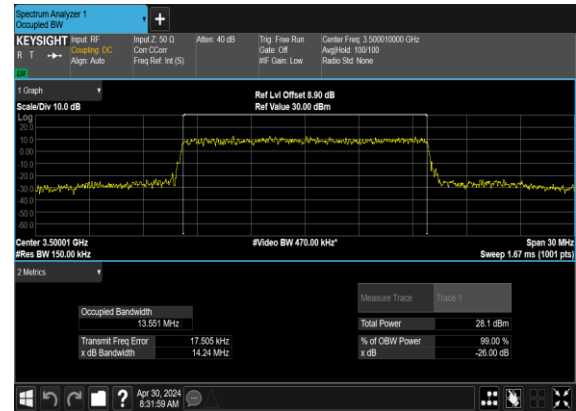 Spectrum Analyzer 1
Occupied BW
KEYSIGHT Input: RF Input Z: 50 Ω Atten: 40 dB Trig: Free Run Center Freq: 3.500010000 GHz
R T Coupling: DC Corr CCorr Gate: Off Avg|Hold: 100/100
Align: Auto Freq Ref: Int (S) #IF Gain: Low Radio Std: None
1 Graph Ref Lvl Offset 8.90 dB
Scale/Div 10.0 dB Ref Value 30.00 dBm
Log
20.0
10.0
0.00
-10.0
-20.0
-30.0
-40.0
-50.0
-60.0
Center 3.50001 GHz #Video BW 470.00 kHz* Span 30 MHz
#Res BW 150.00 kHz Sweep 1.67 ms (1001 pts)
2 Metrics
Measure Trace Trace 1
Occupied Bandwidth
13.551 MHz Total Power 28.1 dBm
Transmit Freq Error 17.505 kHz % of OBW Power 99.00 %
x dB Bandwidth 14.24 MHz x dB -26.00 dB
Apr 30, 2024
8:31:59 AM